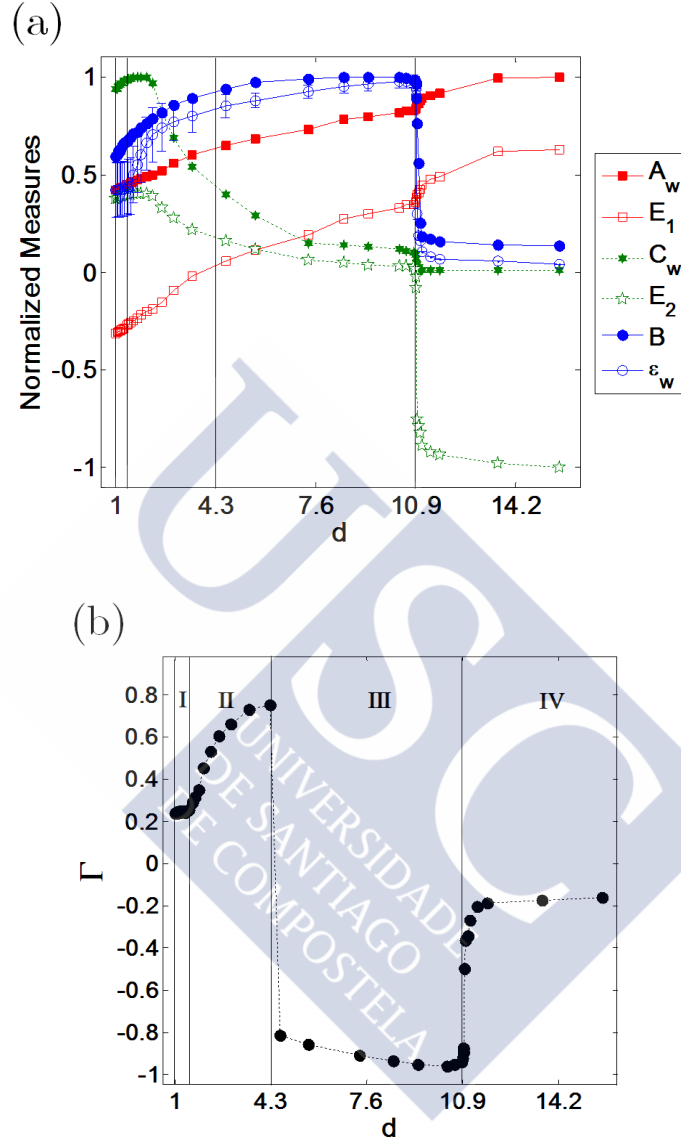 (a)
Normalized Measures
1
0.5
0
-0.5
-1
1 4.3 7.6 10.9 14.2
d
A_w
E_1
C_w
E_2
B
ε_w
(b)
I II III IV
Γ
0.8
0.6
0.4
0.2
0
-0.2
-0.4
-0.6
-0.8
-1
1 4.3 7.6 10.9 14.2
d
USC
UNIVERSIDADE
DE SANTIAGO
DE COMPOSTELA